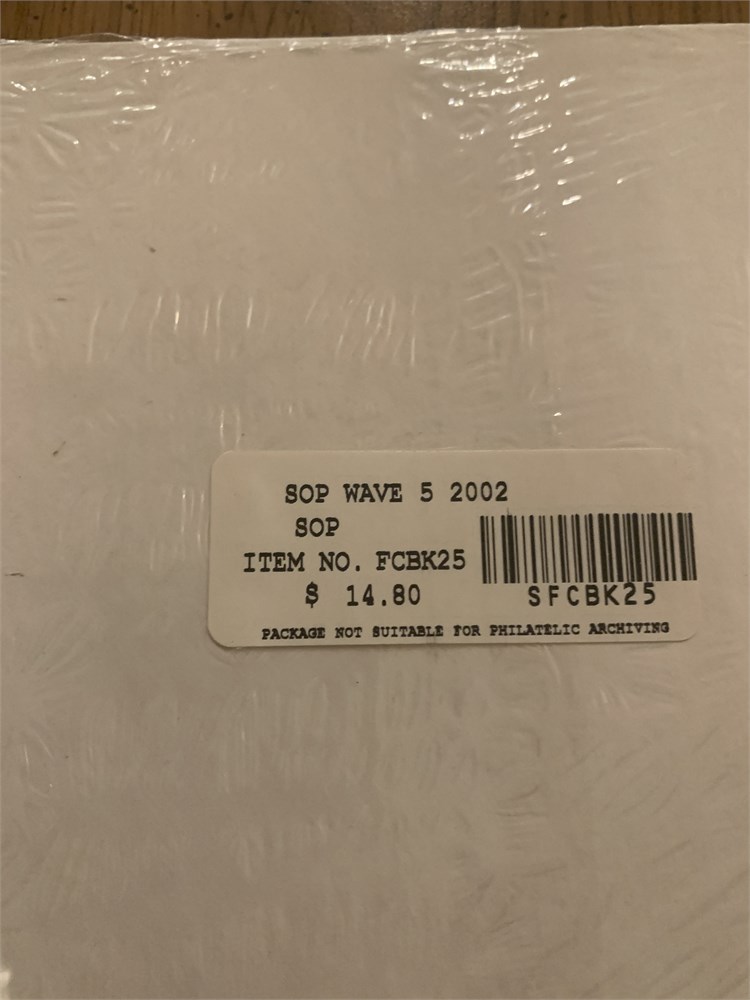 SOP WAVE 5 2002
SOP
ITEM NO. FCBK25
$ 14.80
SFCBK25
PACKAGE NOT SUITABLE FOR PHILATELIC ARCHIVING